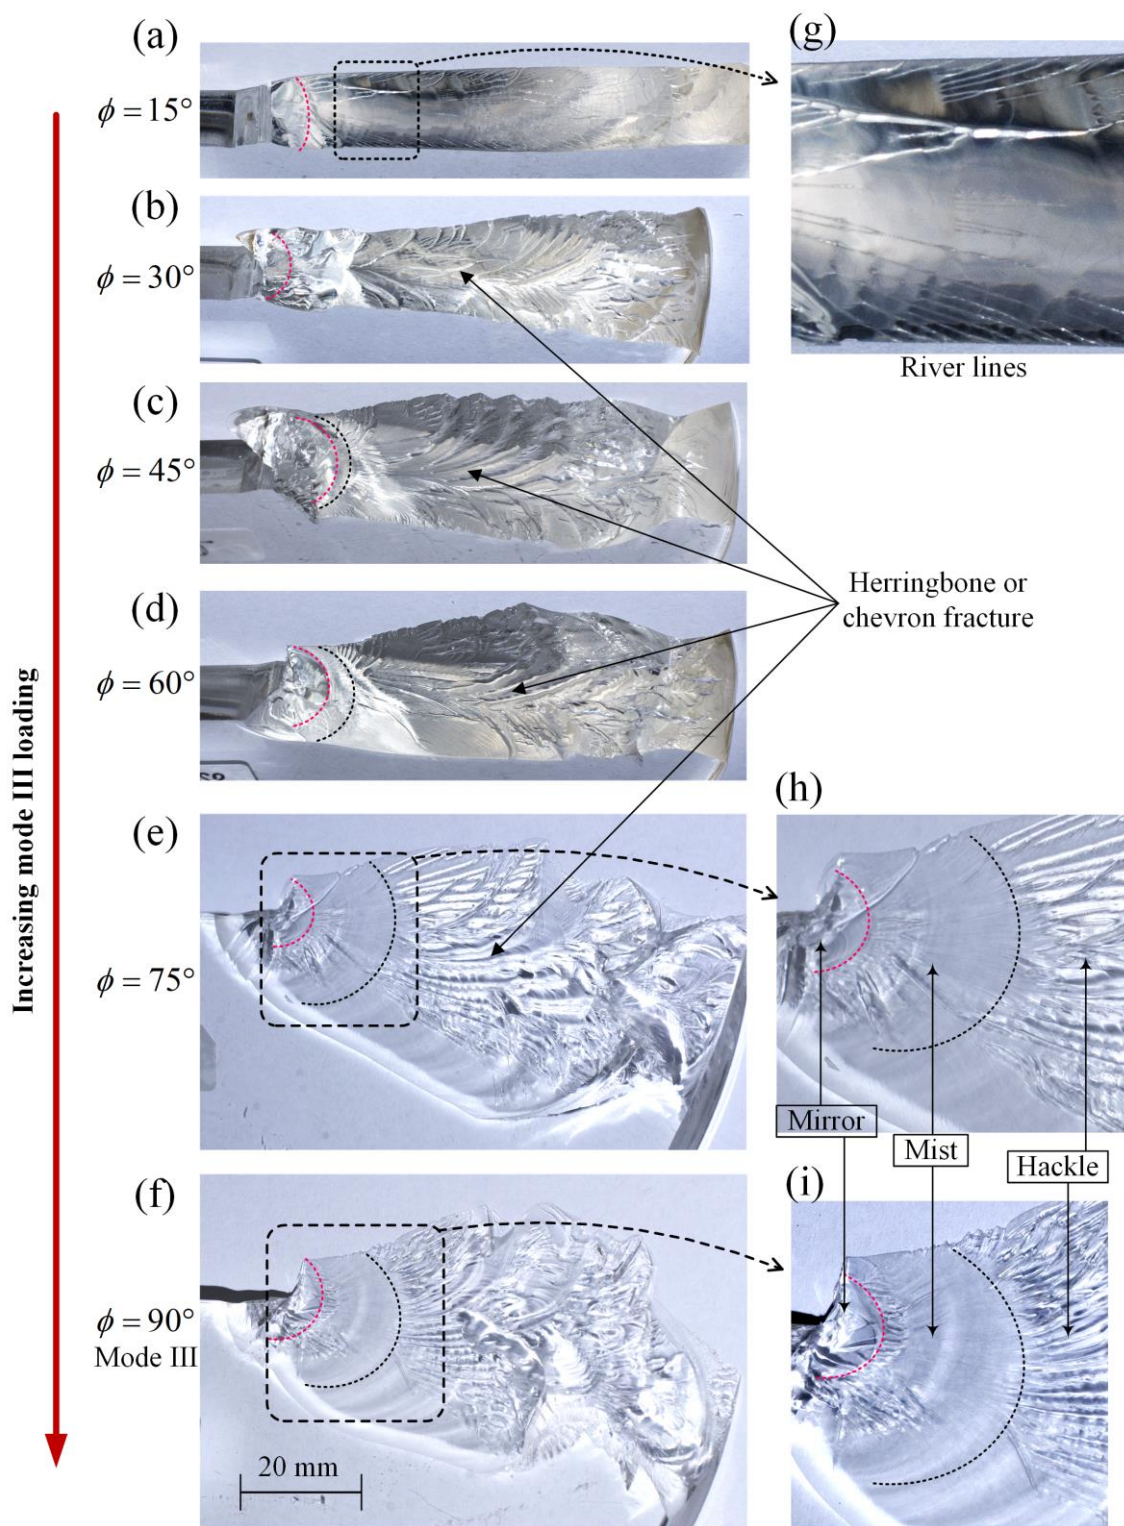 (a)
ϕ = 15°
(g)
River lines
(b)
ϕ = 30°
(c)
ϕ = 45°
Herringbone or
chevron fracture
(d)
ϕ = 60°
Increasing mode III loading
(e)
ϕ = 75°
(h)
Mirror
Mist
Hackle
(f)
ϕ = 90°
Mode III
20 mm
(i)